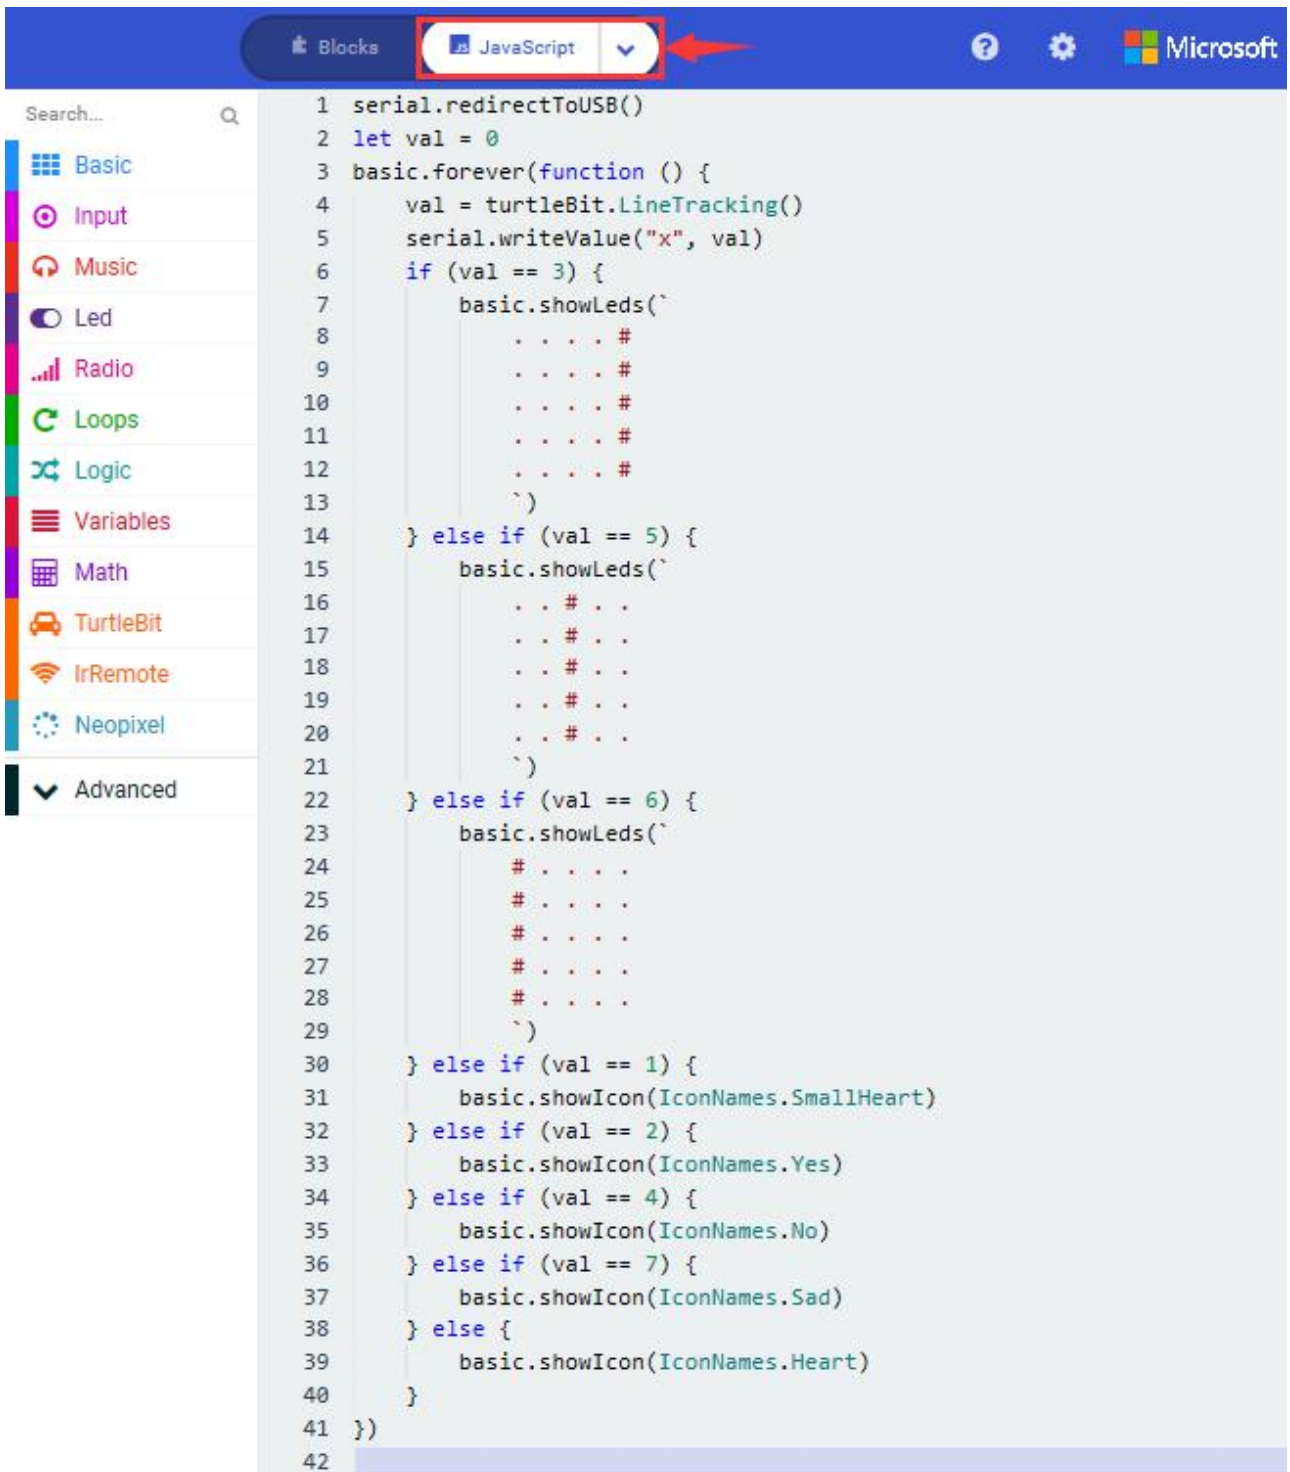 Blocks
JS JavaScript
Microsoft
Search...
Basic
Input
Music
Led
Radio
Loops
Logic
Variables
Math
TurtleBit
IrRemote
Neopixel
Advanced
1 serial.redirectToUSB()
2 let val = 0
3 basic.forever(function () {
4     val = turtleBit.LineTracking()
5     serial.writeValue("x", val)
6     if (val == 3) {
7         basic.showLeds(`
8             . . . . #
9             . . . . #
10             . . . . #
11             . . . . #
12             . . . . #
13             `)
14     } else if (val == 5) {
15         basic.showLeds(`
16             . . # . .
17             . . # . .
18             . . # . .
19             . . # . .
20             . . # . .
21             `)
22     } else if (val == 6) {
23         basic.showLeds(`
24             # . . . .
25             # . . . .
26             # . . . .
27             # . . . .
28             # . . . .
29             `)
30     } else if (val == 1) {
31         basic.showIcon(IconNames.SmallHeart)
32     } else if (val == 2) {
33         basic.showIcon(IconNames.Yes)
34     } else if (val == 4) {
35         basic.showIcon(IconNames.No)
36     } else if (val == 7) {
37         basic.showIcon(IconNames.Sad)
38     } else {
39         basic.showIcon(IconNames.Heart)
40     }
41 })
42